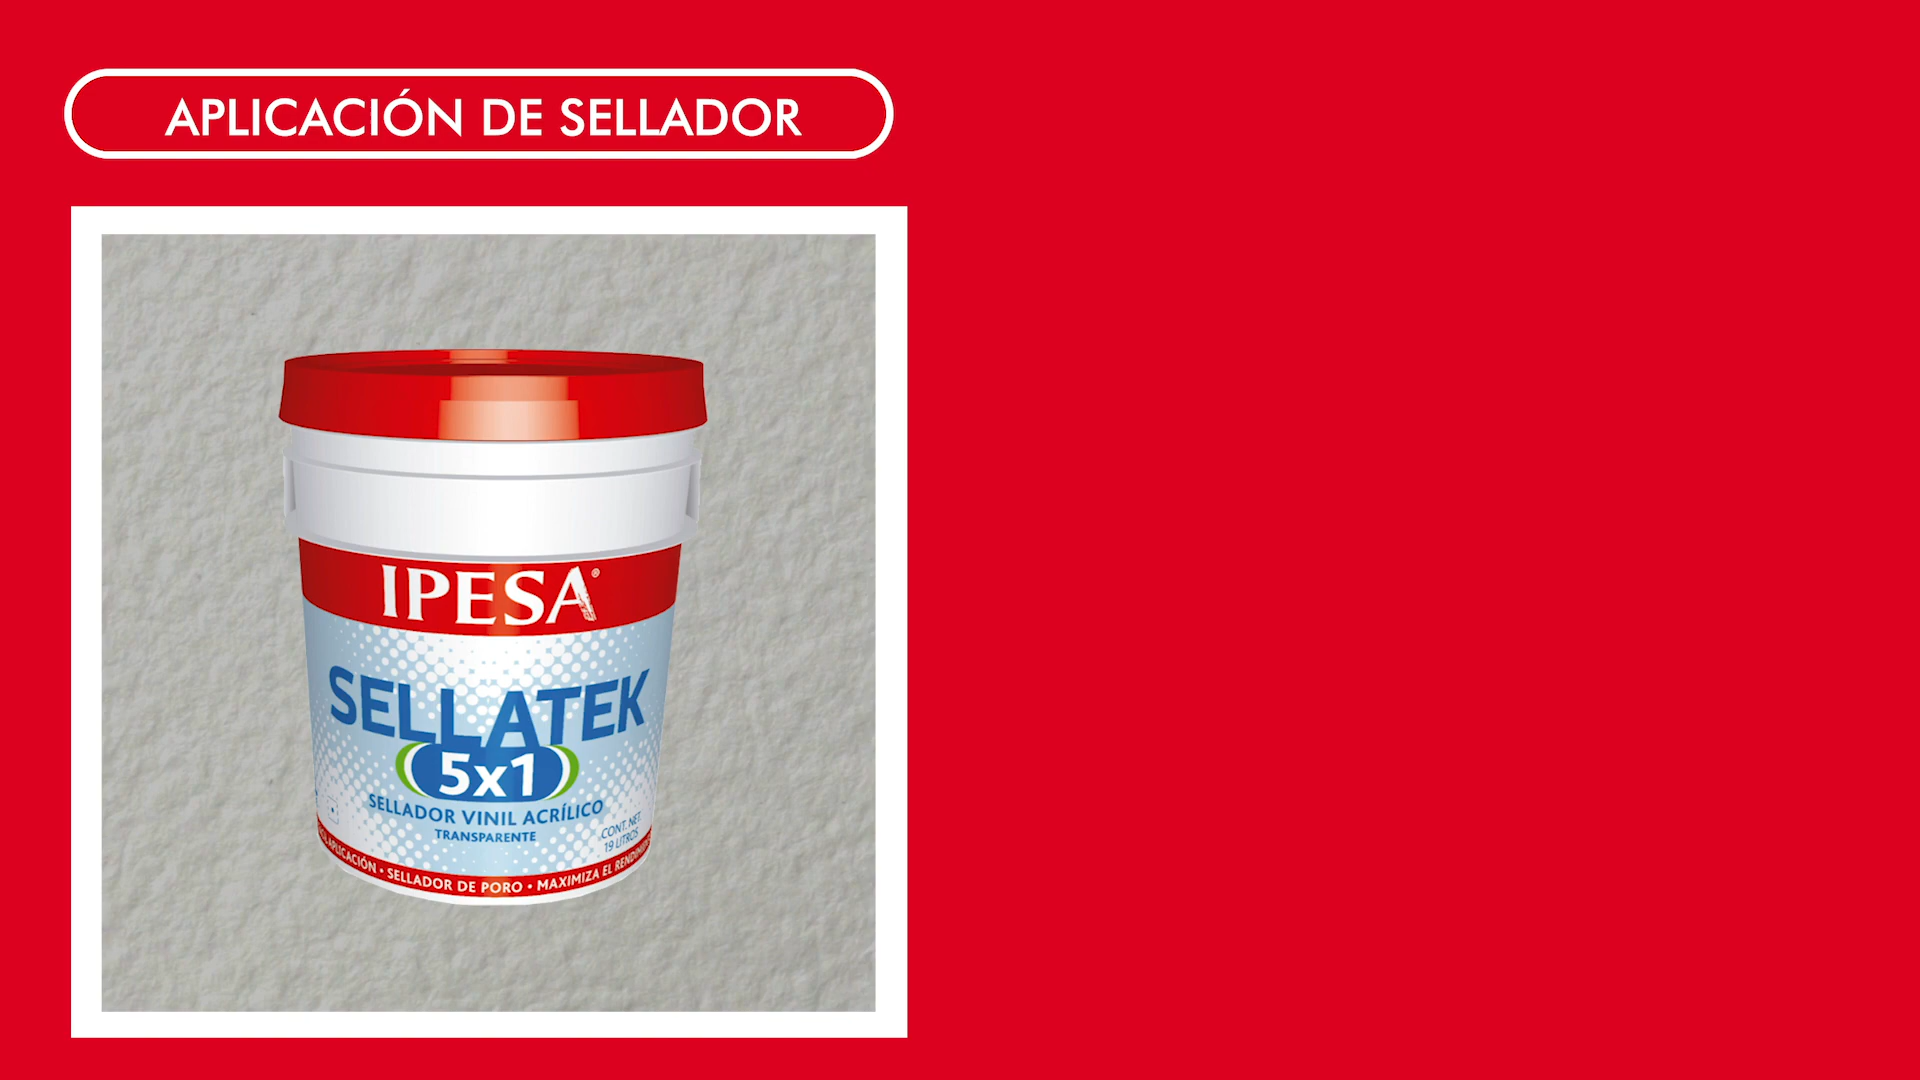 APLICACIÓN DE SELLADOR
IPESA®
SELLATEK
5x1
SELLADOR VINIL ACRÍLICO
TRANSPARENTE
CONT. NET.
19 LITROS
APLICACIÓN • SELLADOR DE PORO • MAXIMIZA EL